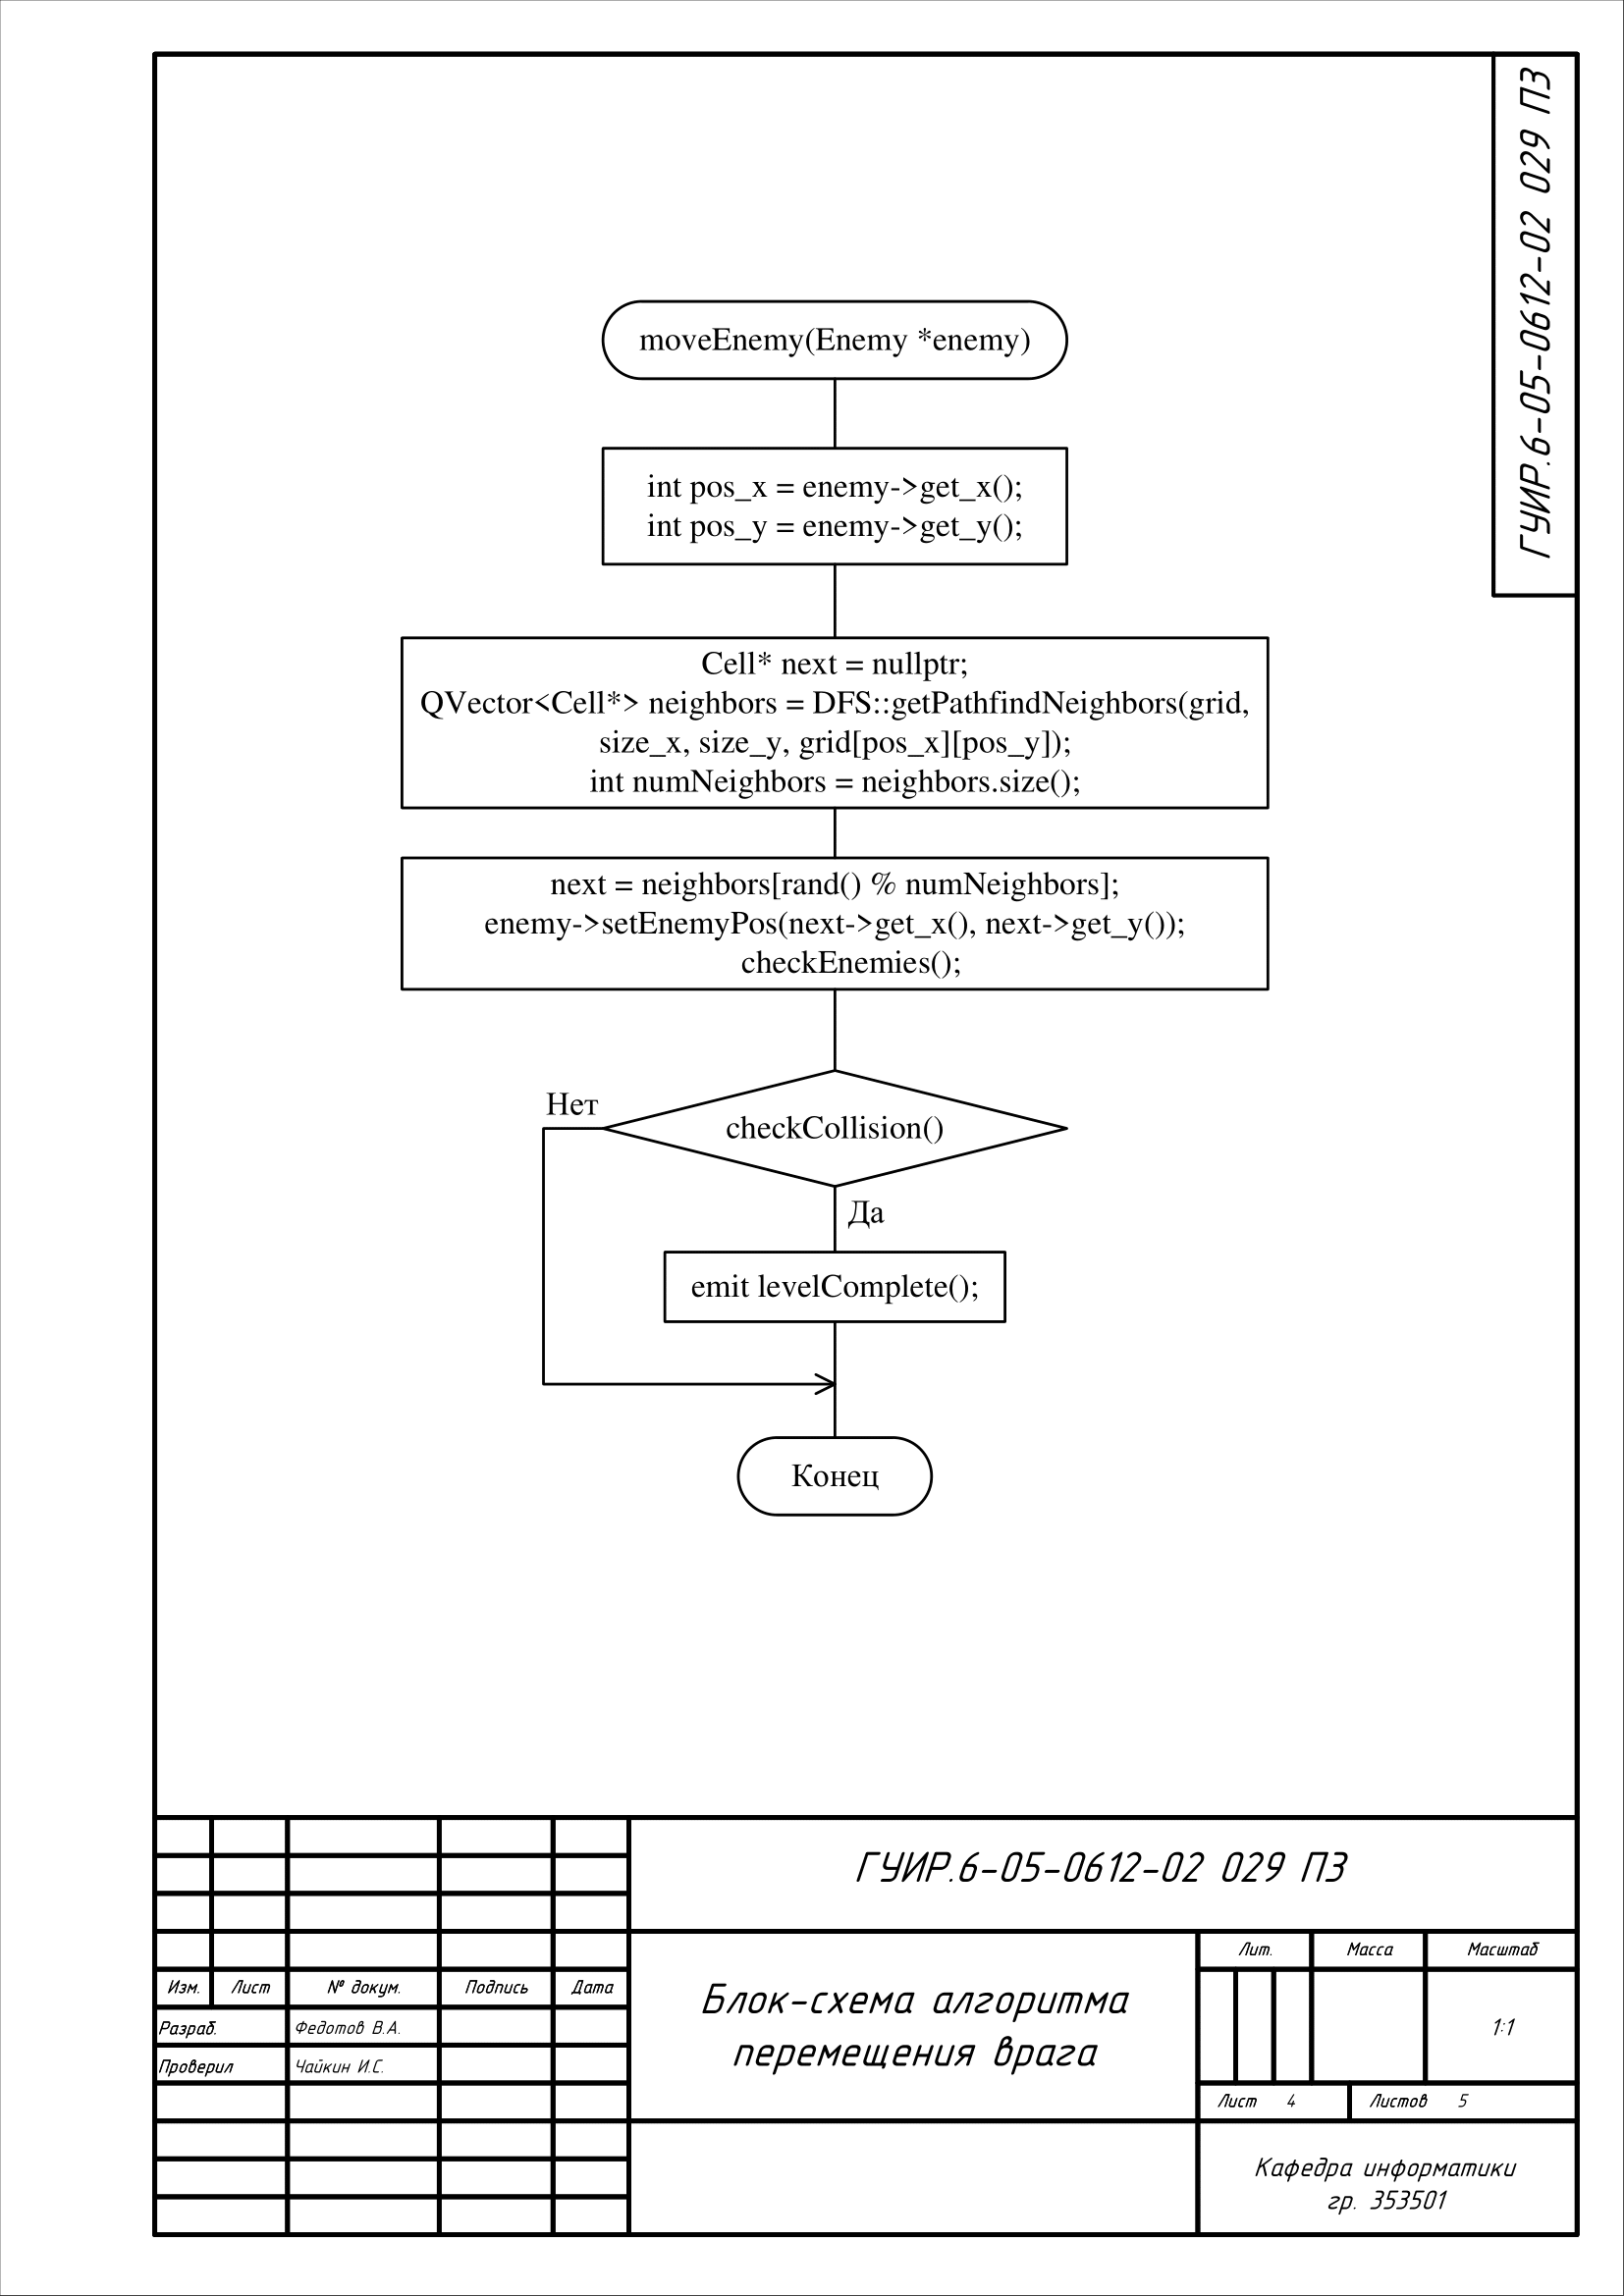 ГУИР.6-05-0612-02 029 ПЗ
moveEnemy(Enemy *enemy)
int pos_x = enemy->get_x();
int pos_y = enemy->get_y();
Cell* next = nullptr;
QVector<Cell*> neighbors = DFS::getPathfindNeighbors(grid,
size_x, size_y, grid[pos_x][pos_y]);
int numNeighbors = neighbors.size();
next = neighbors[rand() % numNeighbors];
enemy->setEnemyPos(next->get_x(), next->get_y());
checkEnemies();
Нет
checkCollision()
Да
emit levelComplete();
Конец
ГУИР.6-05-0612-02 029 ПЗ
Лит. Масса Масштаб
Изм. Лист № докум. Подпись Дата
Блок-схема алгоритма
перемещения врага
Разраб. Федотов В.А.
1:1
Проверил Чайкин И.С.
Лист 4 Листов 5
Кафедра информатики
гр. 353501